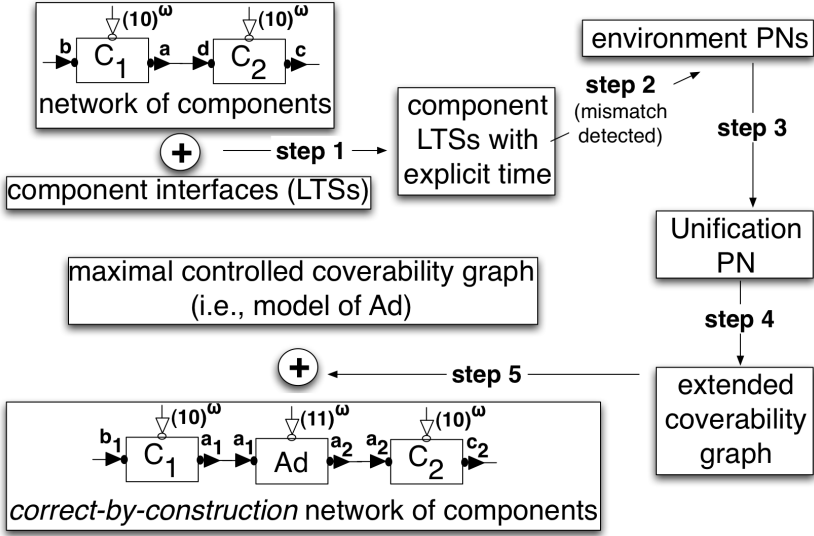 (10)ω (10)ω
b C1 a d C2 c
network of components
+
component interfaces (LTSs)
step 1
component
LTSs with
explicit time
step 2
(mismatch
detected)
environment PNs
step 3
Unification
PN
step 4
extended
coverability
graph
step 5
maximal controlled coverability graph
(i.e., model of Ad)
+
(10)ω (11)ω (10)ω
b1 C1 a1 a1 Ad a2 a2 C2 c2
correct-by-construction network of components